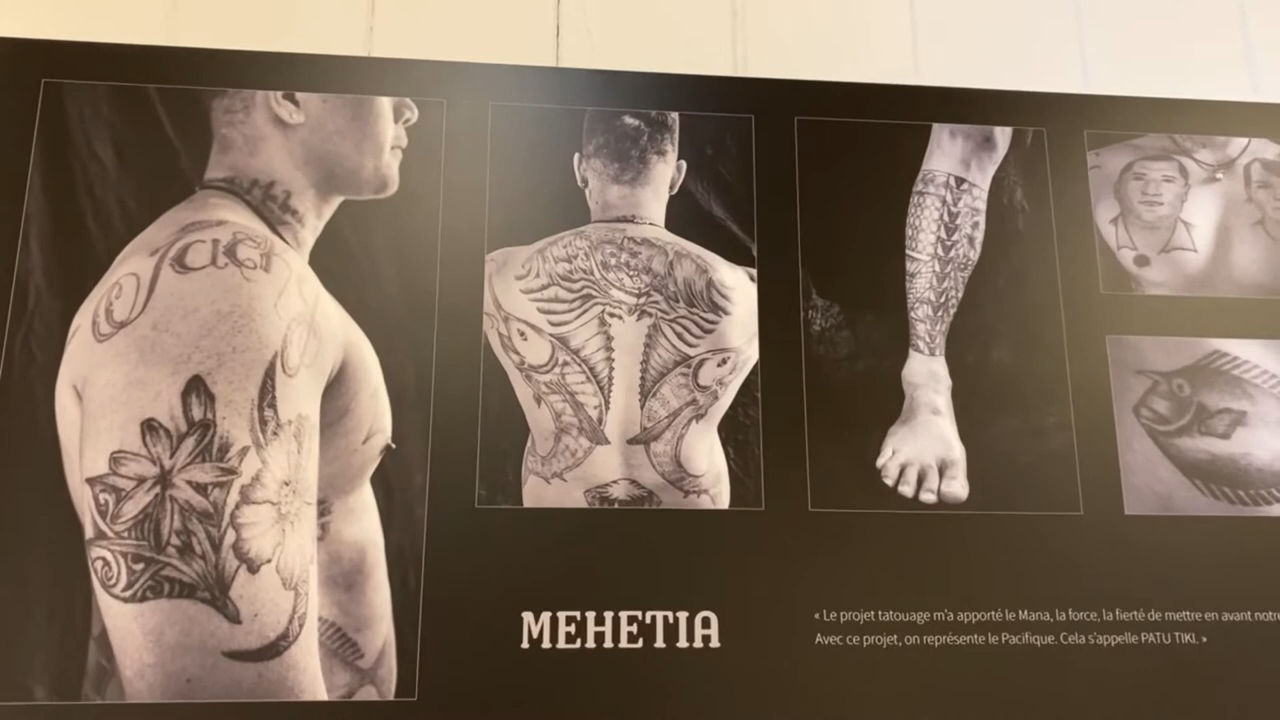 MEHETIA
« Le projet tatouage m'a apporté le Mana, la force, la fierté de mettre en avant notre
Avec ce projet, on représente le Pacifique. Cela s'appelle PATU TIKI. »